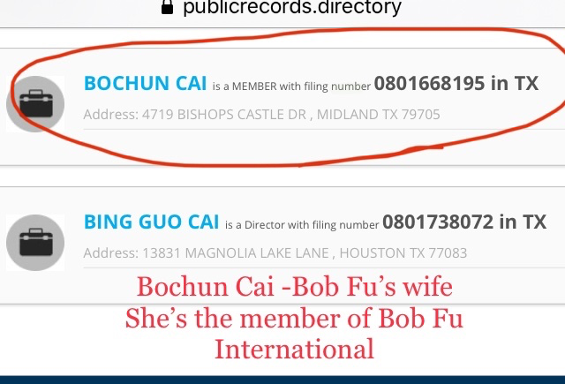 publicrecords.directory
BOCHUN CAI is a MEMBER with filing number 0801668195 in TX
Address: 4719 BISHOPS CASTLE DR , MIDLAND TX 79705
BING GUO CAI is a Director with filing number 0801738072 in TX
Address: 13831 MAGNOLIA LAKE LANE , HOUSTON TX 77083
Bochun Cai -Bob Fu’s wife
She’s the member of Bob Fu
International